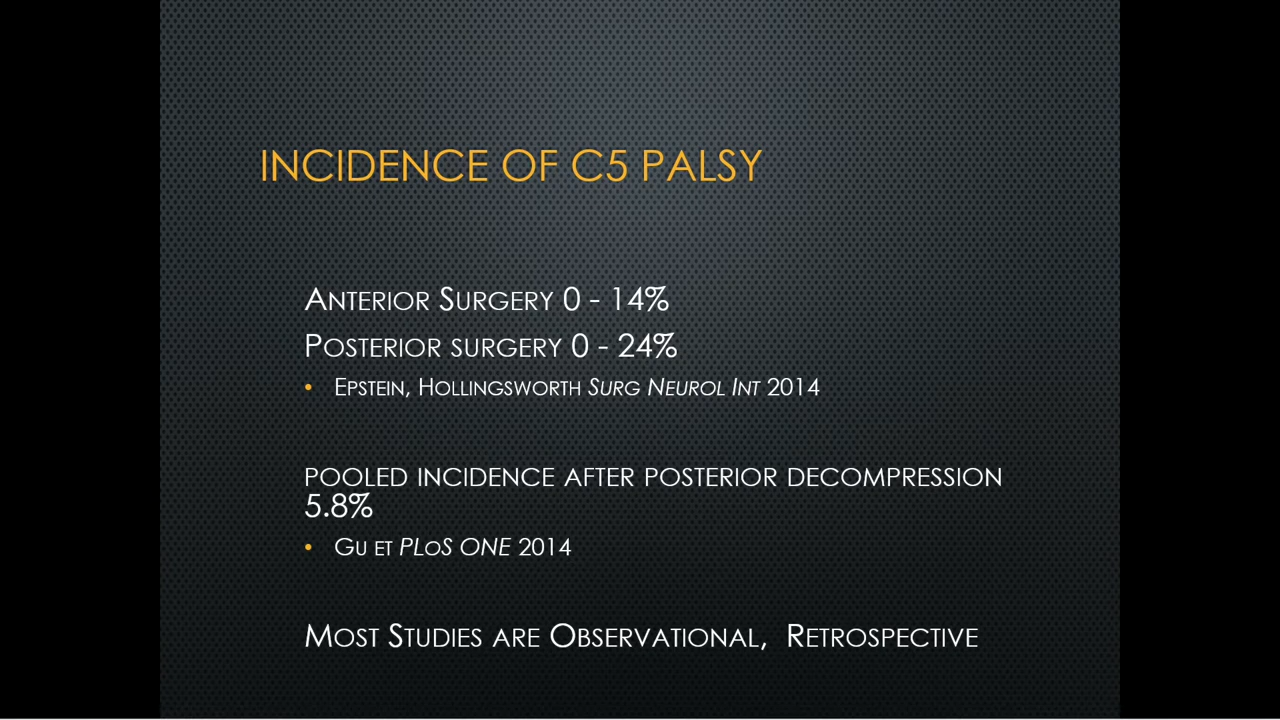 INCIDENCE OF C5 PALSY
ANTERIOR SURGERY 0 - 14%
POSTERIOR SURGERY 0 - 24%
• EPSTEIN, HOLLINGSWORTH SURG NEUROL INT 2014
POOLED INCIDENCE AFTER POSTERIOR DECOMPRESSION
5.8%
• GU ET PLOS ONE 2014
MOST STUDIES ARE OBSERVATIONAL, RETROSPECTIVE